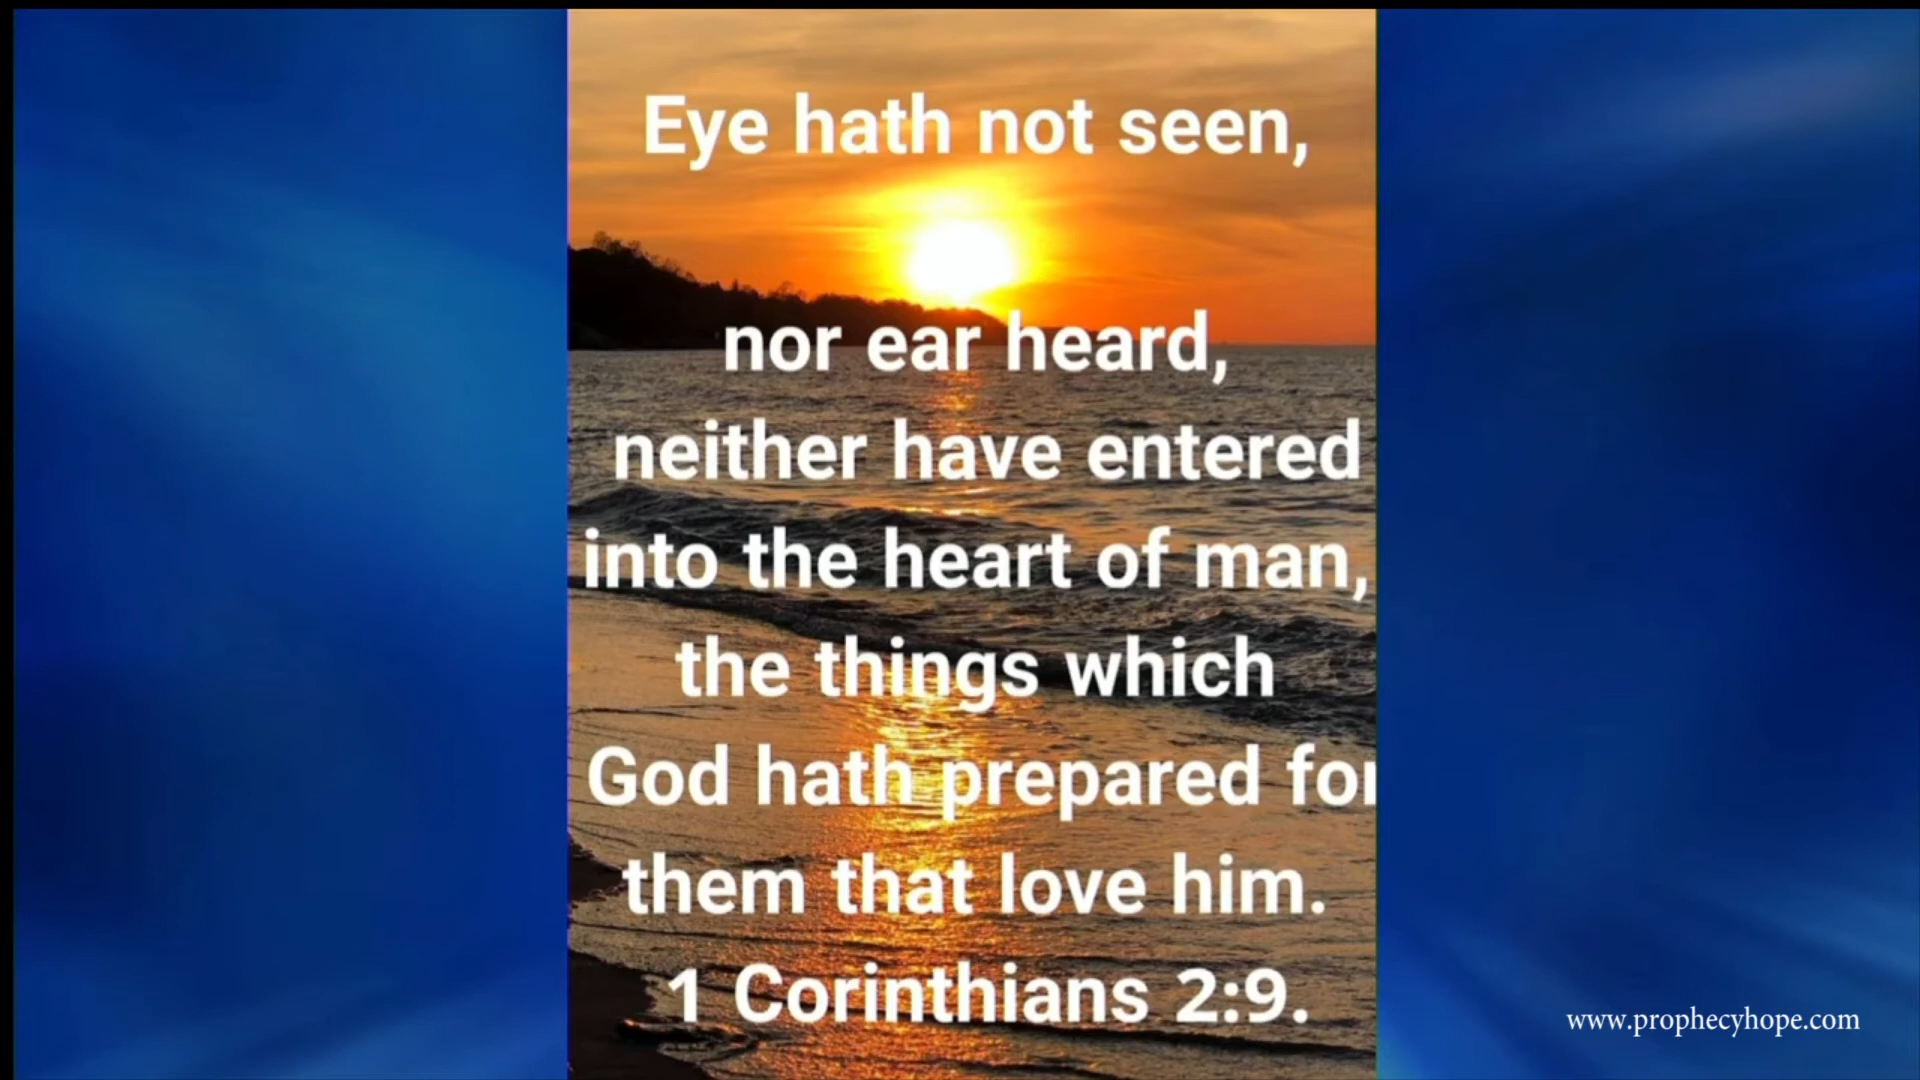 Eye hath not seen,
nor ear heard,
neither have entered
into the heart of man,
the things which
God hath prepared for
them that love him.
1 Corinthians 2:9.
www.prophecyhope.com